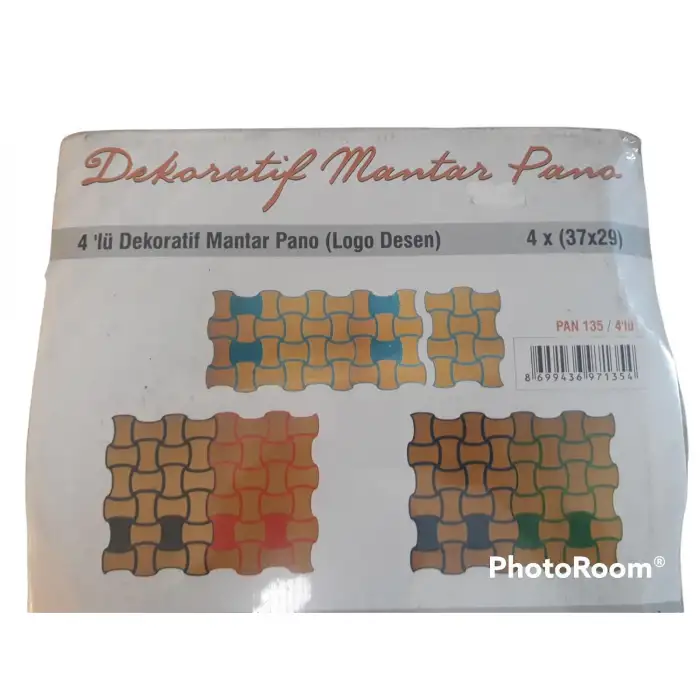 Dekoratif Mantar Pano
4 'lü Dekoratif Mantar Pano (Logo Desen) 4 x (37x29)
PAN 135 / 4'lü
8 699436 971354
PhotoRoom®